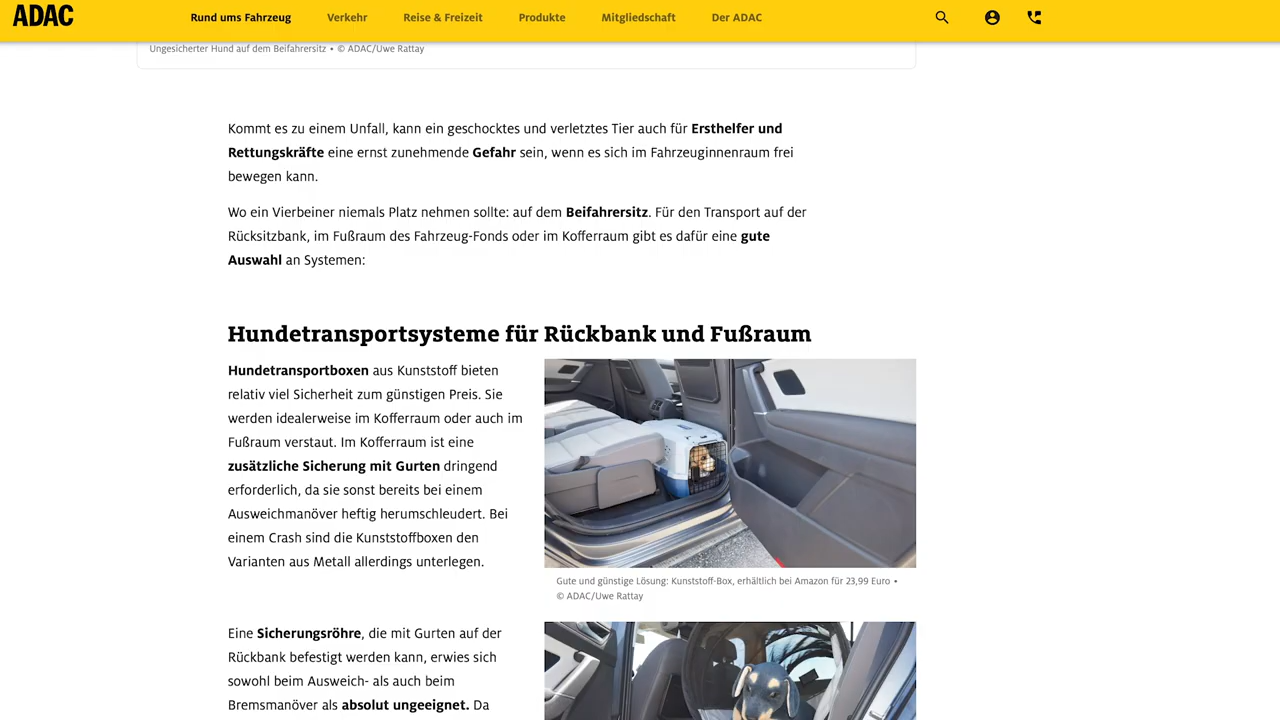 ADAC
Rund ums Fahrzeug Verkehr Reise & Freizeit Produkte Mitgliedschaft Der ADAC
Ungesicherter Hund auf dem Beifahrersitz • © ADAC/Uwe Rattay
Kommt es zu einem Unfall, kann ein geschocktes und verletztes Tier auch für Ersthelfer und
Rettungskräfte eine ernst zunehmende Gefahr sein, wenn es sich im Fahrzeuginnenraum frei
bewegen kann.
Wo ein Vierbeiner niemals Platz nehmen sollte: auf dem Beifahrersitz. Für den Transport auf der
Rücksitzbank, im Fußraum des Fahrzeug-Fonds oder im Kofferraum gibt es dafür eine gute
Auswahl an Systemen:
Hundetransportsysteme für Rückbank und Fußraum
Hundetransportboxen aus Kunststoff bieten
relativ viel Sicherheit zum günstigen Preis. Sie
werden idealerweise im Kofferraum oder auch im
Fußraum verstaut. Im Kofferraum ist eine
zusätzliche Sicherung mit Gurten dringend
erforderlich, da sie sonst bereits bei einem
Ausweichmanöver heftig herumschleudert. Bei
einem Crash sind die Kunststoffboxen den
Varianten aus Metall allerdings unterlegen.
Gute und günstige Lösung: Kunststoff-Box, erhältlich bei Amazon für 23,99 Euro •
© ADAC/Uwe Rattay
Eine Sicherungsröhre, die mit Gurten auf der
Rückbank befestigt werden kann, erwies sich
sowohl beim Ausweich- als auch beim
Bremsmanöver als absolut ungeeignet. Da